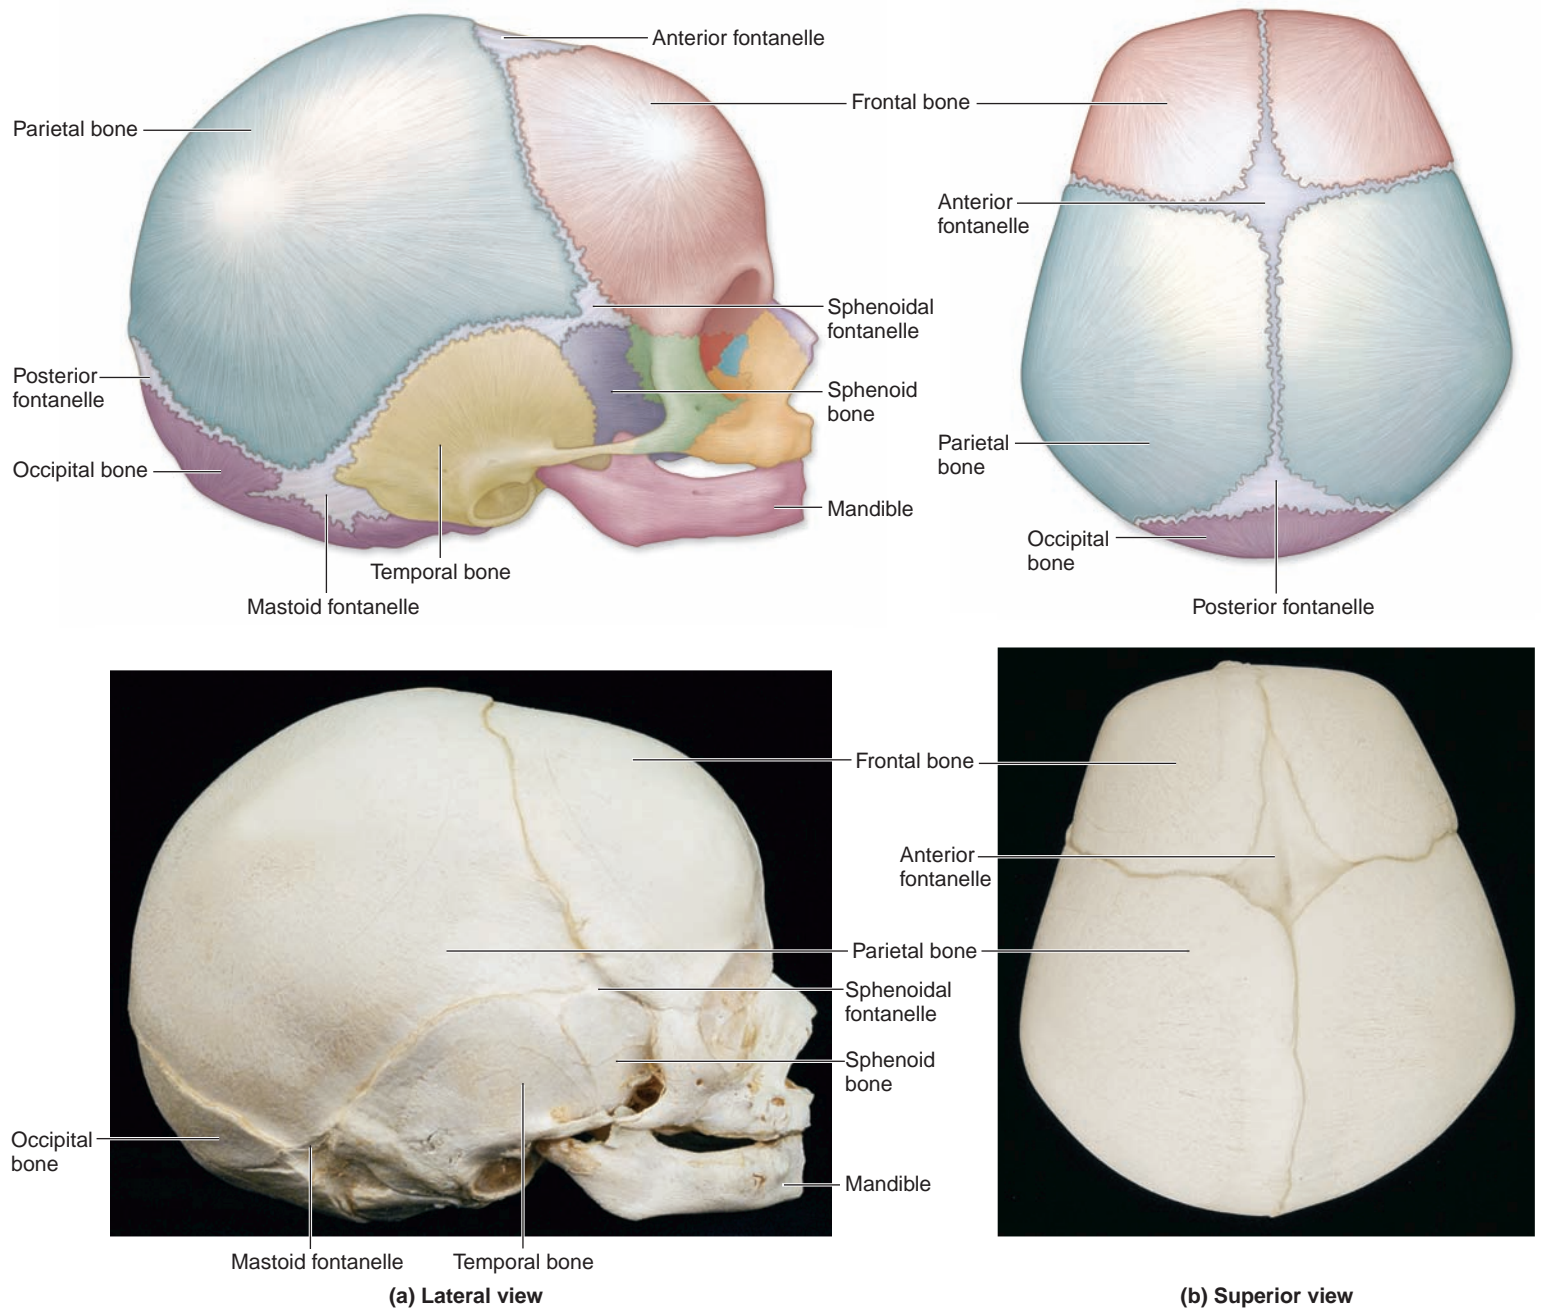 Anterior fontanelle
Frontal bone
Parietal bone
Anterior
fontanelle
Sphenoidal
fontanelle
Posterior
fontanelle
Sphenoid
bone
Parietal
bone
Occipital bone
Mandible
Occipital
bone
Temporal bone
Mastoid fontanelle
Posterior fontanelle
Frontal bone
Anterior
fontanelle
Parietal bone
Sphenoidal
fontanelle
Sphenoid
bone
Occipital
bone
Mandible
Mastoid fontanelle
Temporal bone
(a) Lateral view
(b) Superior view